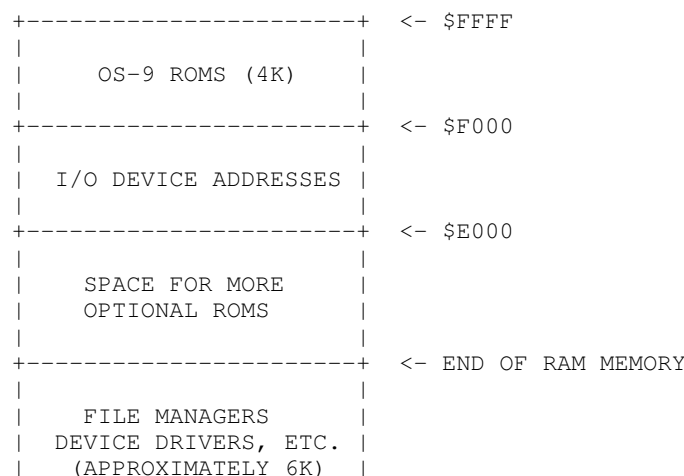 <- $FFFF
OS-9 ROMS (4K)
<- $F000
I/O DEVICE ADDRESSES
<- $E000
SPACE FOR MORE
OPTIONAL ROMS
<- END OF RAM MEMORY
FILE MANAGERS
DEVICE DRIVERS, ETC.
(APPROXIMATELY 6K)